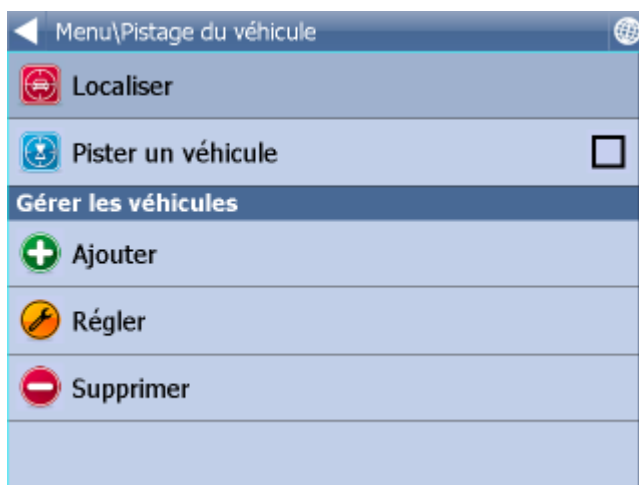 Menu\Pistage du véhicule
Localiser
Pister un véhicule
Gérer les véhicules
Ajouter
Régler
Supprimer